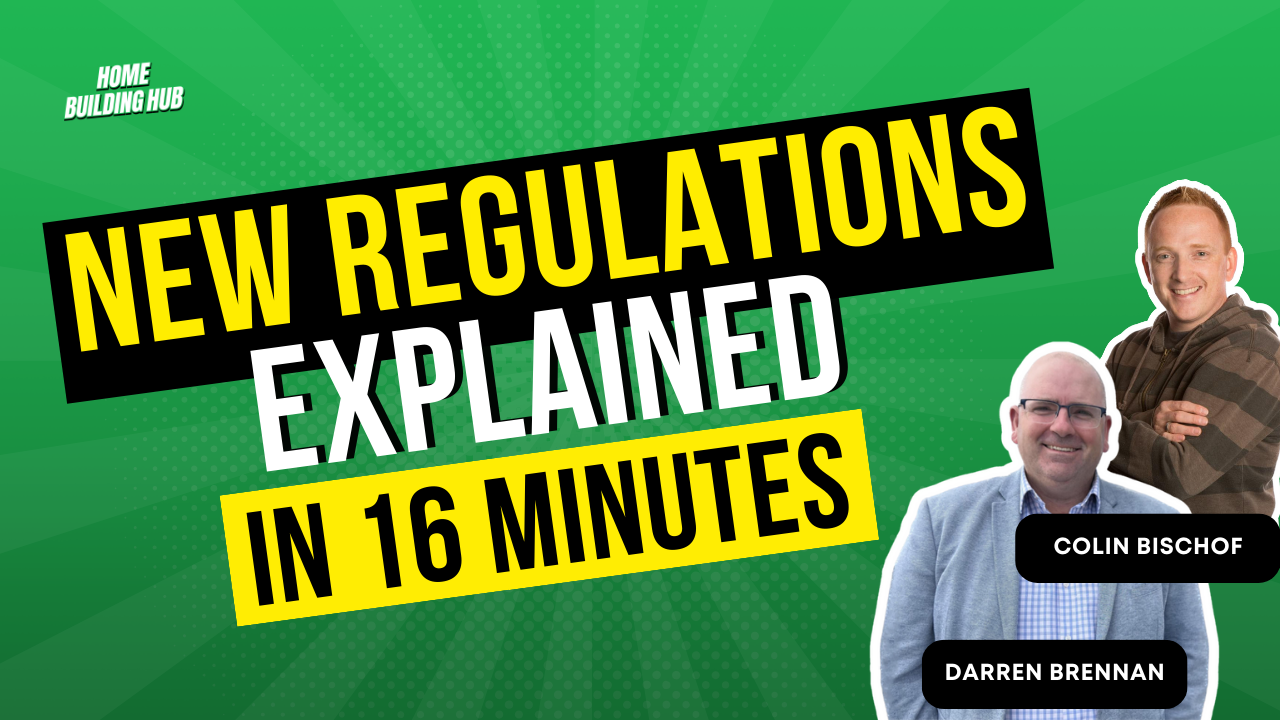 HOME
BUILDING HUB
NEW REGULATIONS
EXPLAINED
IN 16 MINUTES
COLIN BISCHOF
DARREN BRENNAN